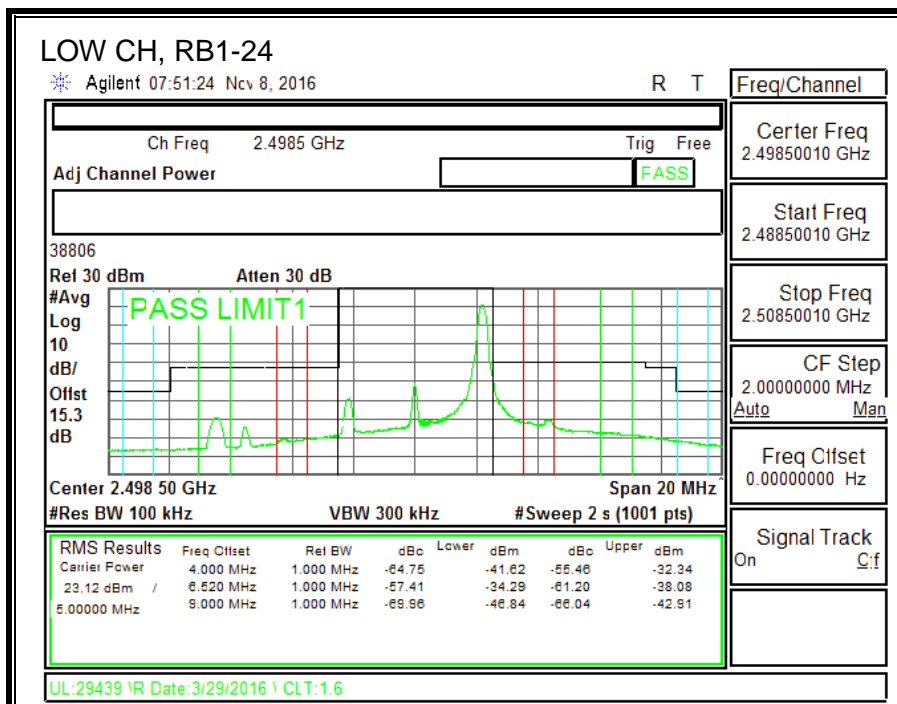 LOW CH, RB1-24
Agilent 07:51:24 Nov 8, 2016 R T
Freq/Channel
Ch Freq 2.4985 GHz Trig Free
Adj Channel Power PASS
38806
Ref 30 dBm Atten 30 dB
#Avg
Log
10
dB/
Offst
15.3
dB
PASS LIMIT1
Center 2.498 50 GHz Span 20 MHz
#Res BW 100 kHz VBW 300 kHz #Sweep 2 s (1001 pts)
RMS Results Freq Offset Ref BW dBc Lower dBm dBc Upper dBm
Carrier Power 4.000 MHz 1.000 MHz -64.75 -41.62 -55.46 -32.34
23.12 dBm / 6.520 MHz 1.000 MHz -57.41 -34.29 -61.20 -38.08
5.00000 MHz 9.000 MHz 1.000 MHz -69.96 -46.84 -66.04 -42.91
Center Freq
2.49850010 GHz
Start Freq
2.48850010 GHz
Stop Freq
2.50850010 GHz
CF Step
2.00000000 MHz
Auto Man
Freq Offset
0.00000000 Hz
Signal Track
On Off
UL:29439 \R Date:3/29/2016 \ CLT:1.6